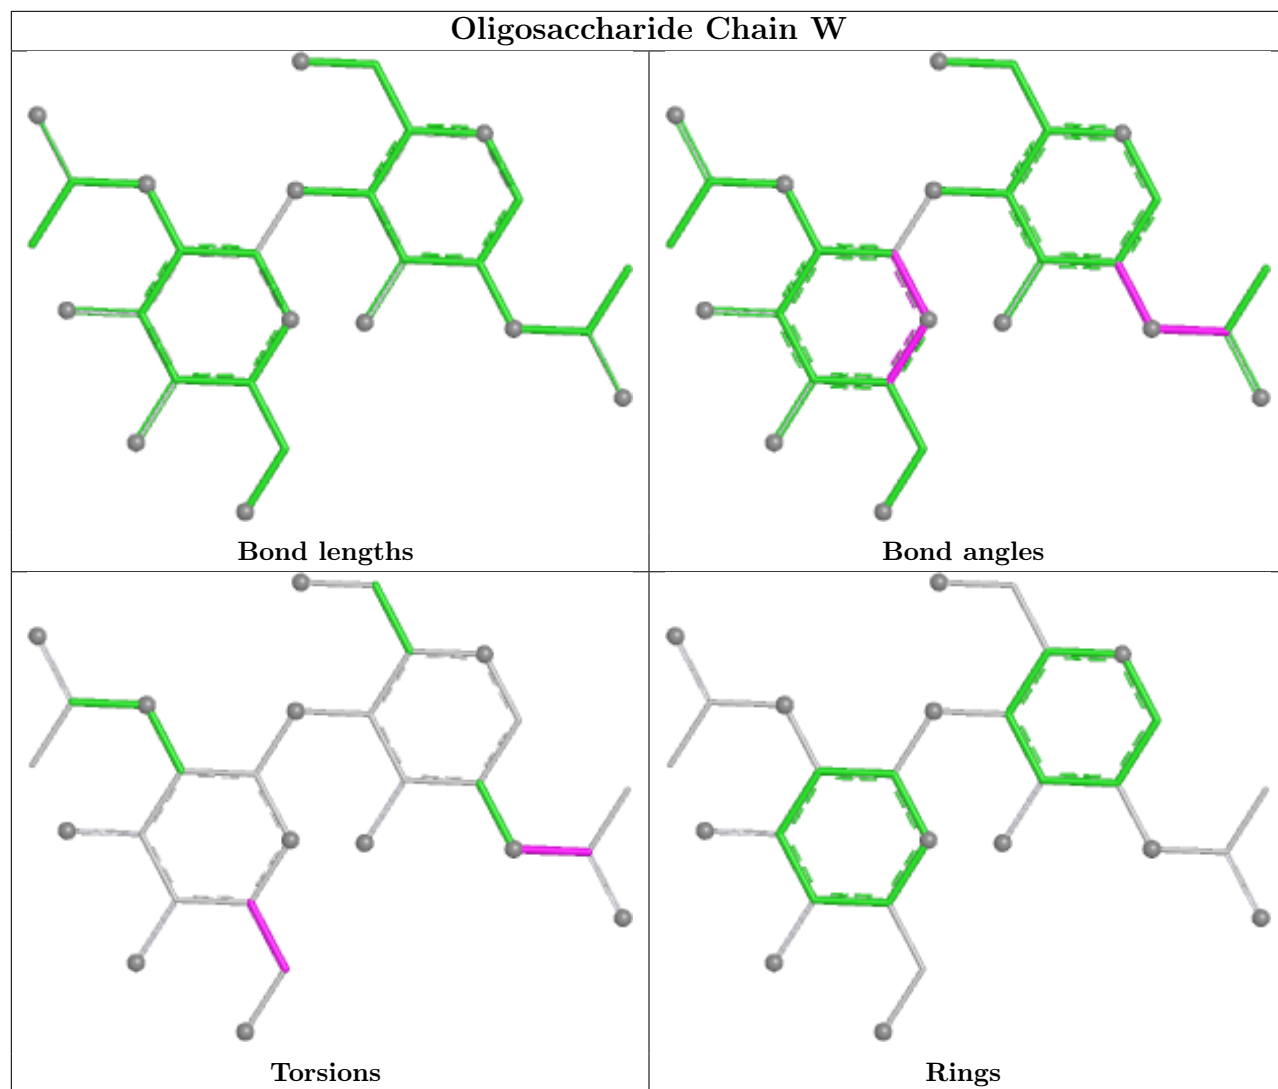 Oligosaccharide Chain W
Bond lengths
Bond angles
Torsions
Rings